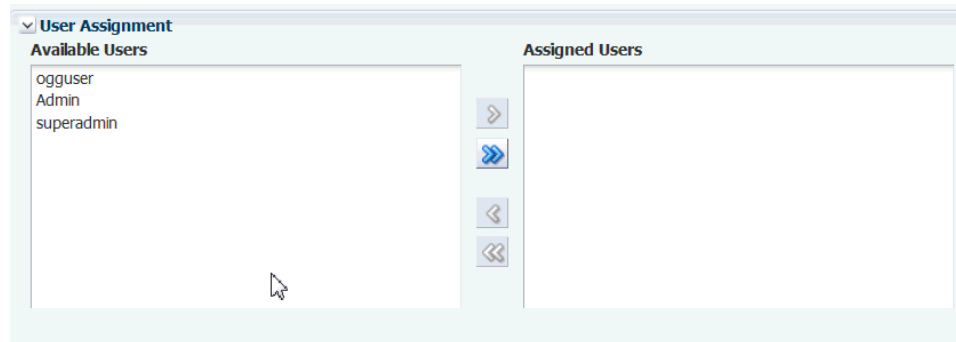 User Assignment
Available Users
Assigned Users
ogguser
Admin
superadmin